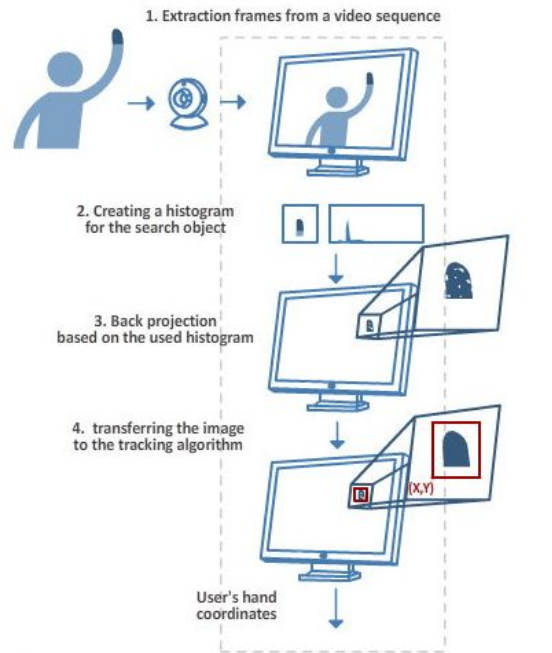 1. Extraction frames from a video sequence
2. Creating a histogram
for the search object
3. Back projection
based on the used histogram
4. transferring the image
to the tracking algorithm
(X,Y)
User's hand
coordinates